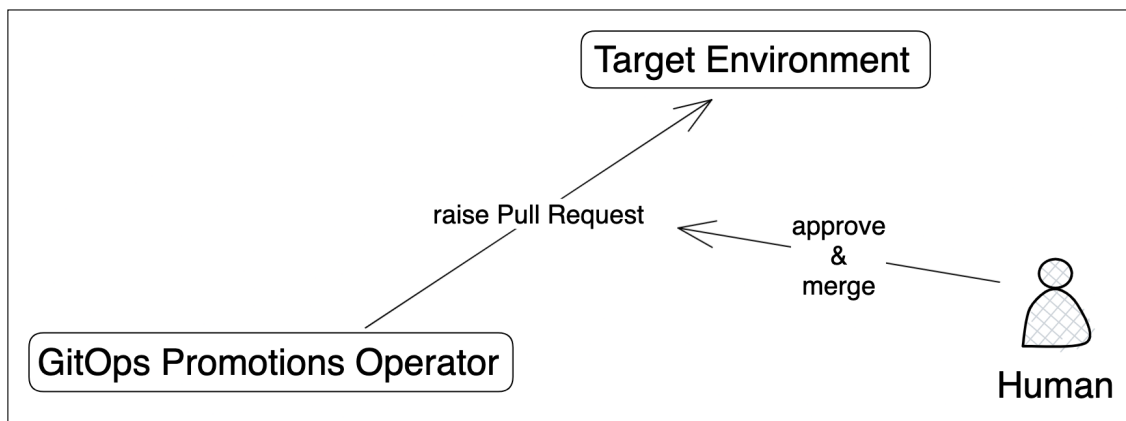 Target Environment
raise Pull Request
approve
&
merge
GitOps Promotions Operator
Human